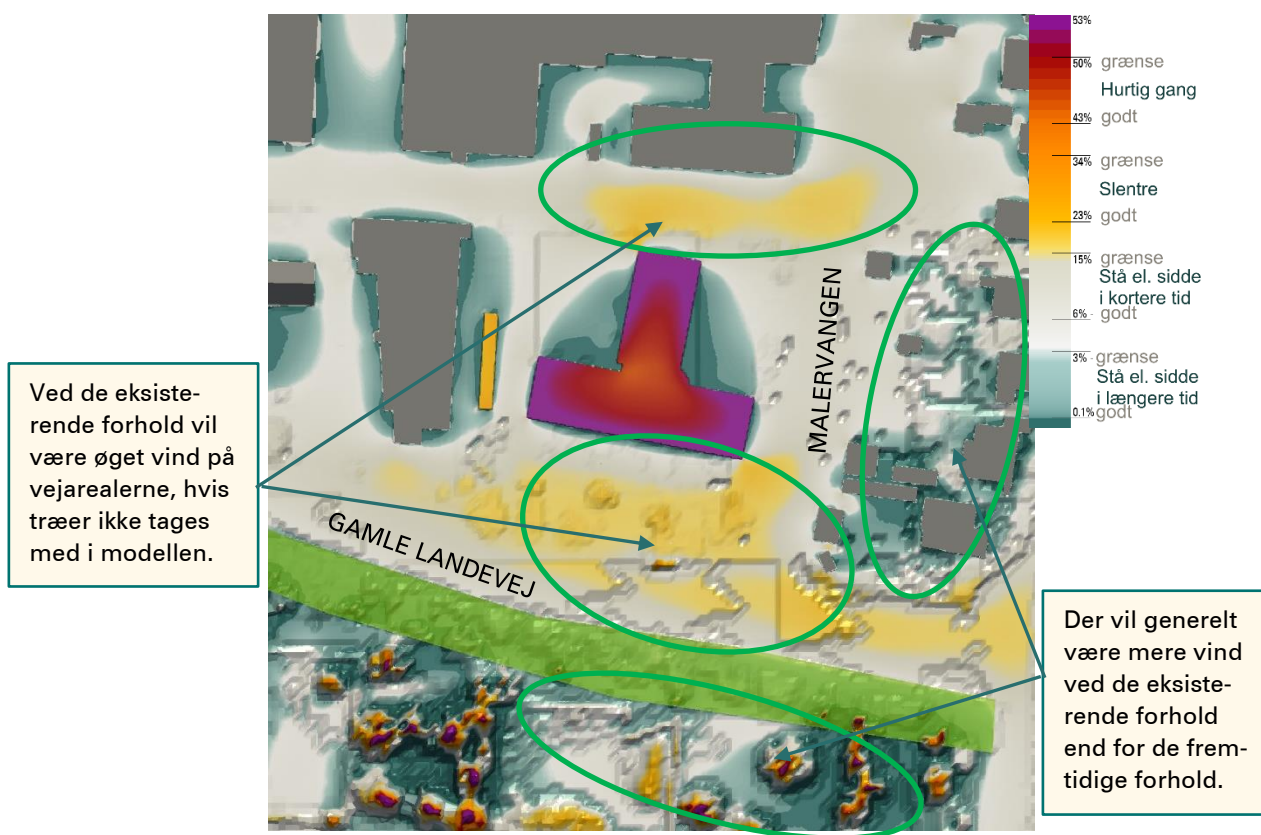 53%
50%
grænse
Hurtig gang
43%
godt
34%
grænse
Slentre
23%
godt
15%
grænse
Stå el. sidde
i kortere tid
6%
godt
3%
grænse
Stå el. sidde
i længere tid
0.1%
godt
MALERVANGEN
GAMLE LANDEVEJ
Ved de eksiste-
rende forhold vil
være øget vind på
vejarealerne, hvis
træer ikke tages
med i modellen.
Der vil generelt
være mere vind
ved de eksiste-
rende forhold
end for de frem-
tidige forhold.